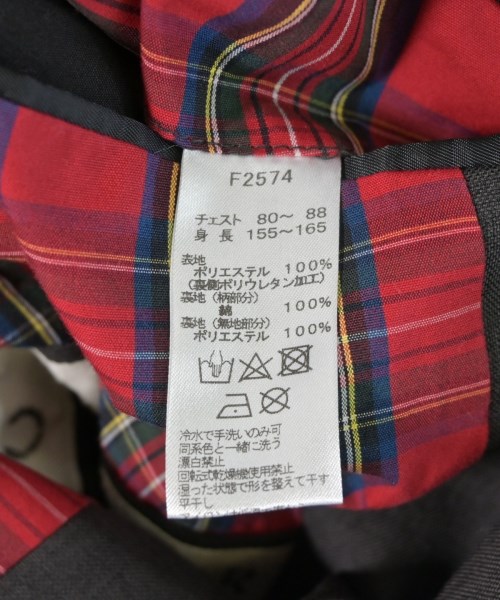 F2574
チェスト 80〜 88
身 長 155〜165
表地
ポリエステル 100%
(裏側ポリウレタン加工)
裏地(柄部分)
綿 100%
裏地(無地部分)
ポリエステル 100%
冷水で手洗いのみ可
同系色と一緒に洗う
漂白禁止
回転式乾燥機使用禁止
湿った状態で形を整えて干す
平干し